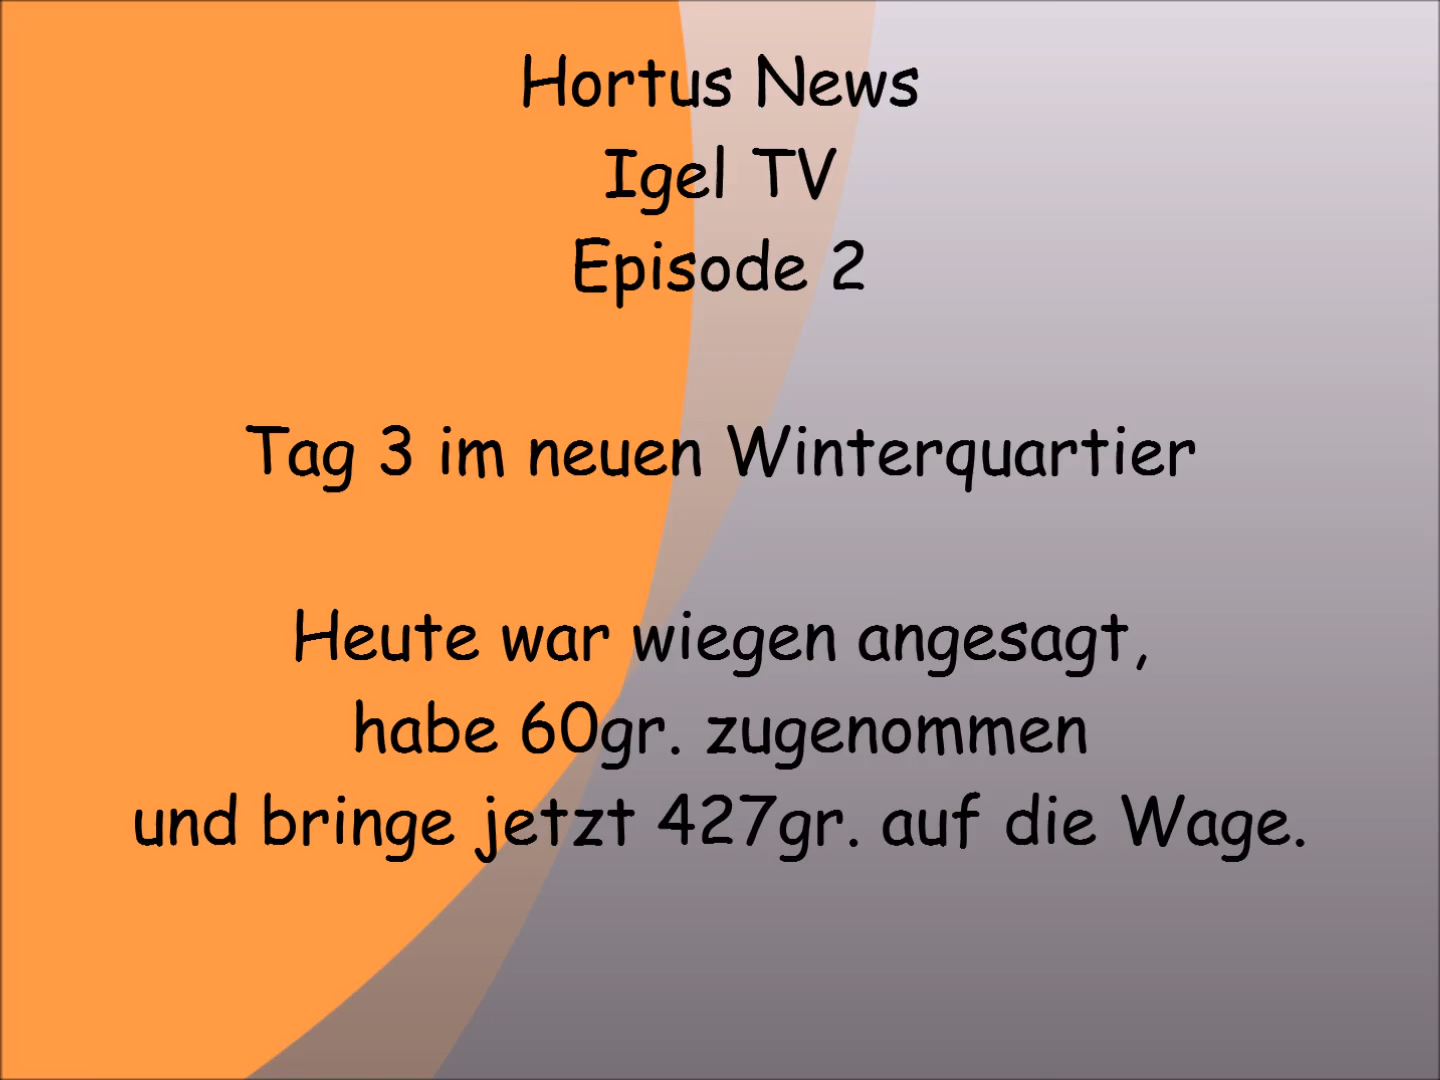 Hortus News
Igel TV
Episode 2
Tag 3 im neuen Winterquartier
Heute war wiegen angesagt,
habe 60gr. zugenommen
und bringe jetzt 427gr. auf die Wage.